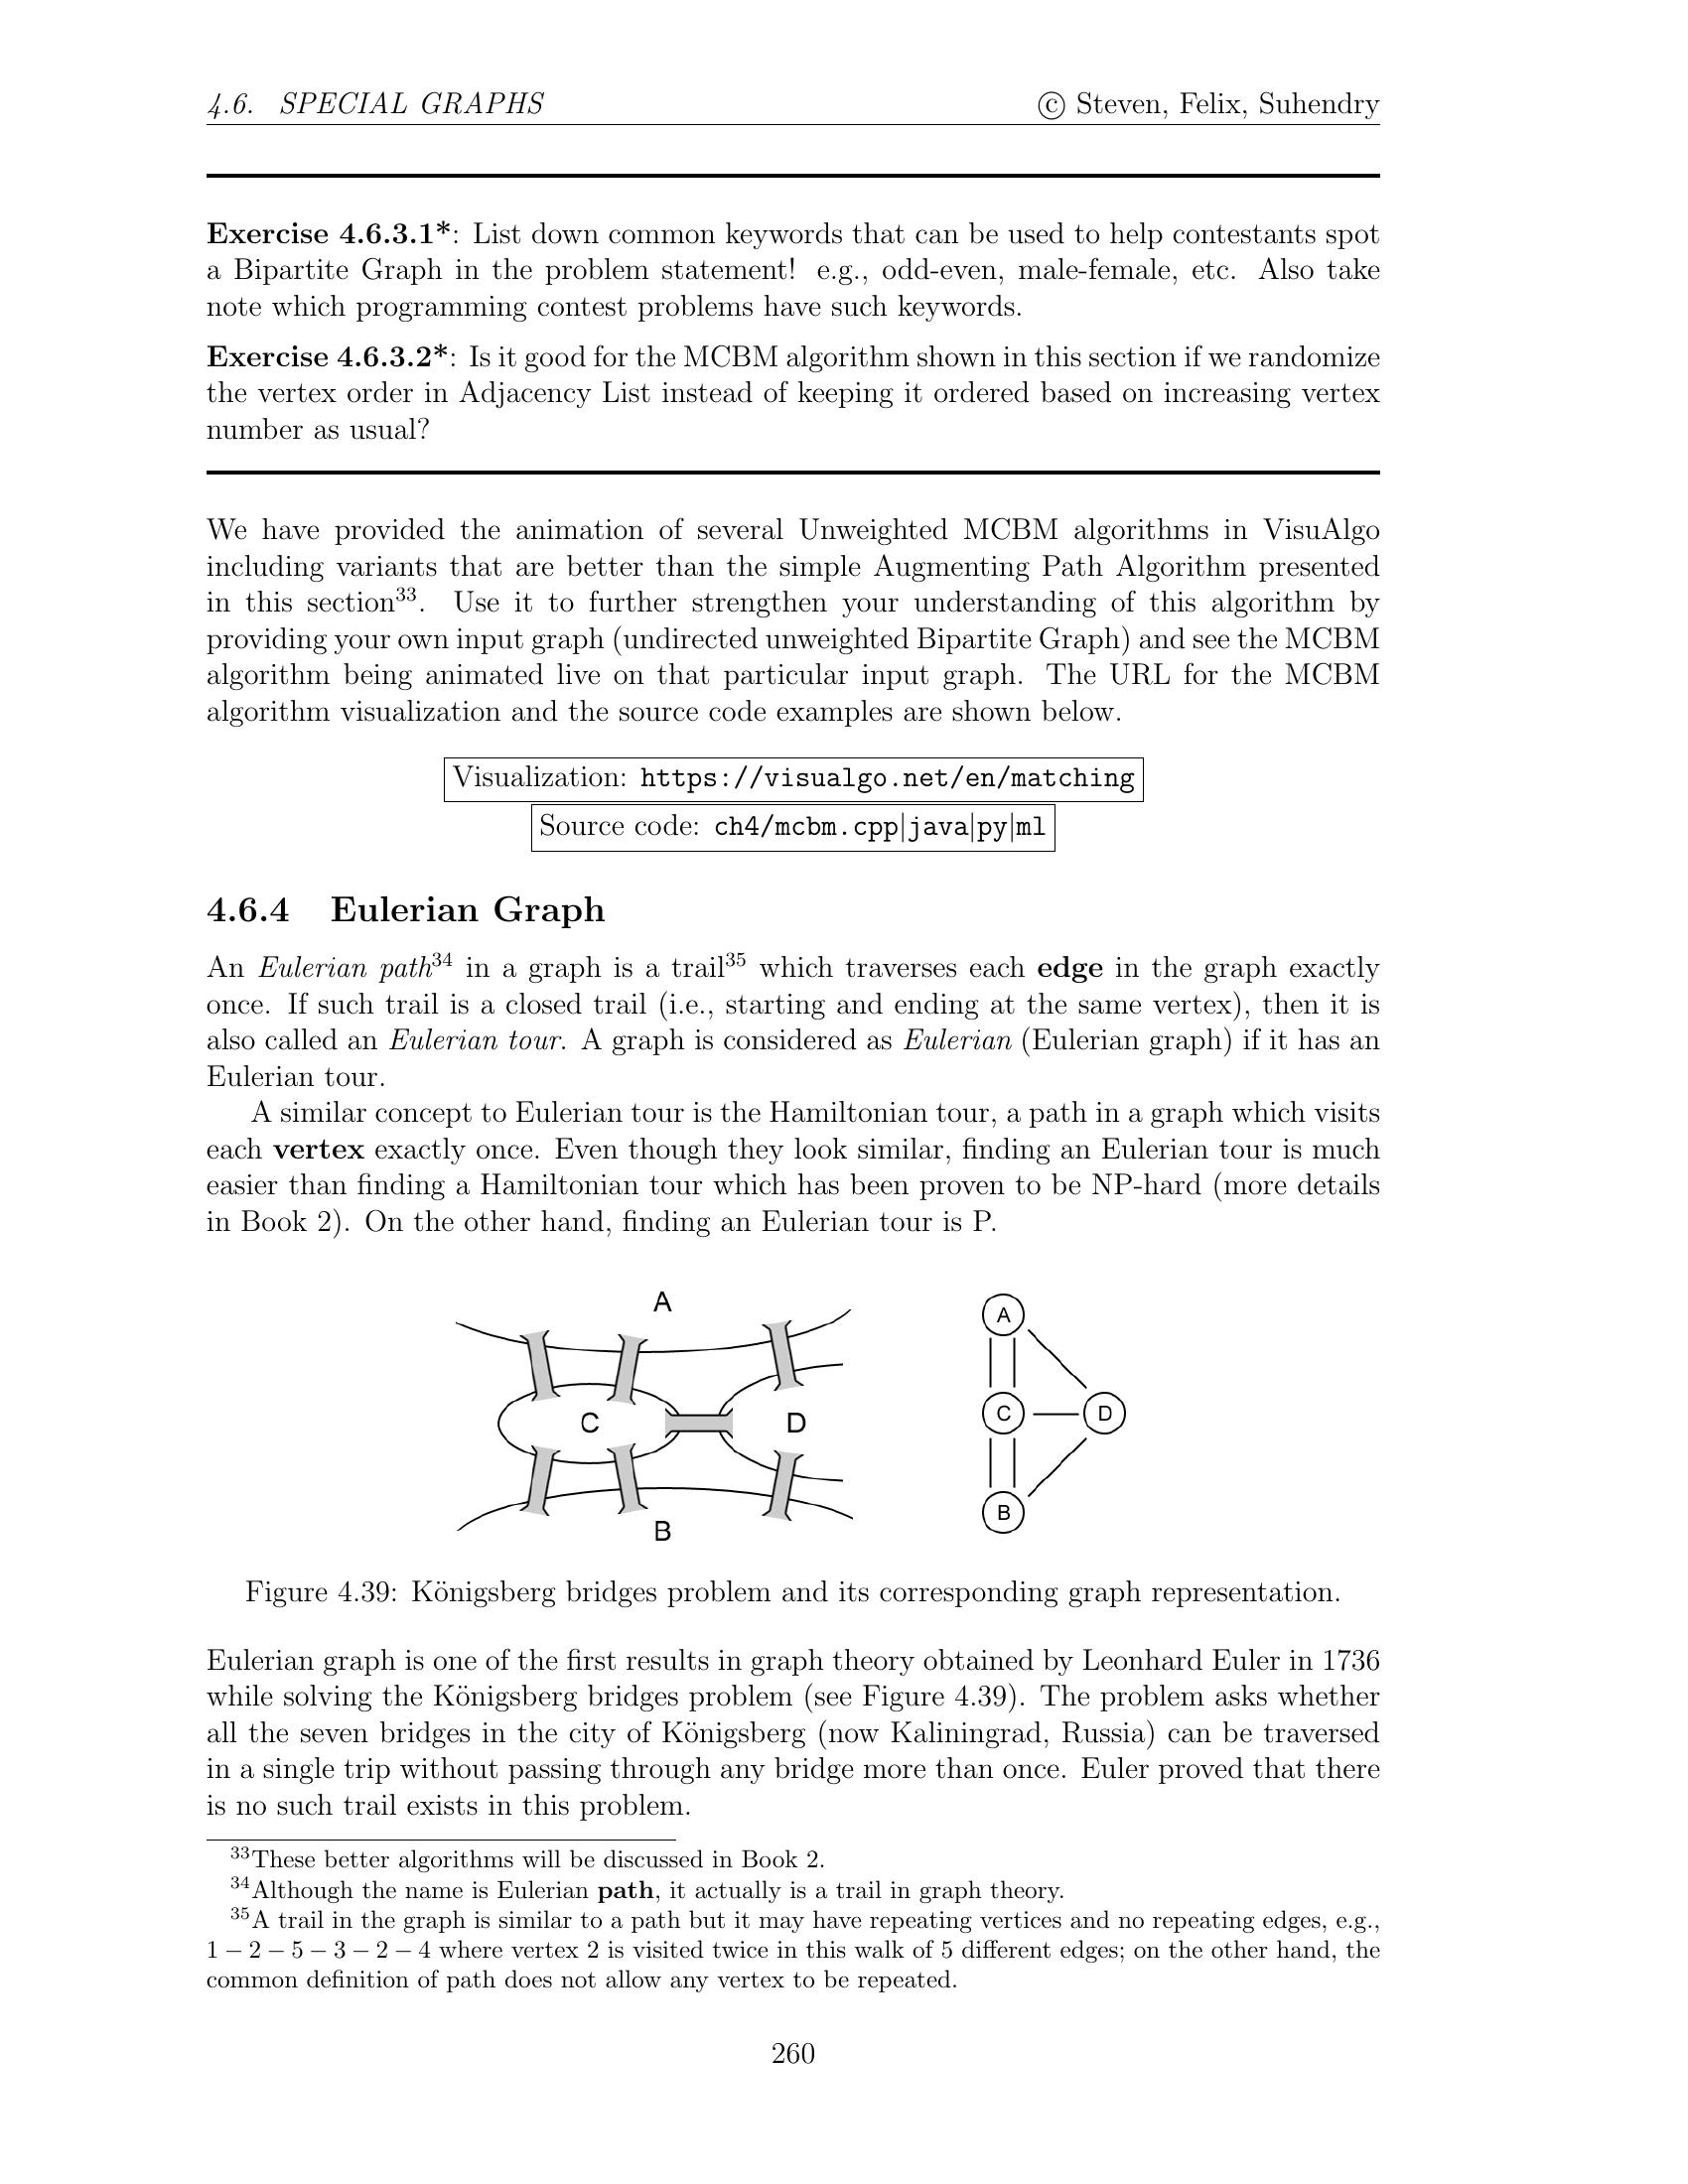 4.6. SPECIAL GRAPHS © Steven, Felix, Suhendry
Exercise 4.6.3.1*: List down common keywords that can be used to help contestants spot
a Bipartite Graph in the problem statement! e.g., odd-even, male-female, etc. Also take
note which programming contest problems have such keywords.
Exercise 4.6.3.2*: Is it good for the MCBM algorithm shown in this section if we randomize
the vertex order in Adjacency List instead of keeping it ordered based on increasing vertex
number as usual?
We have provided the animation of several Unweighted MCBM algorithms in VisuAlgo
including variants that are better than the simple Augmenting Path Algorithm presented
in this section33. Use it to further strengthen your understanding of this algorithm by
providing your own input graph (undirected unweighted Bipartite Graph) and see the MCBM
algorithm being animated live on that particular input graph. The URL for the MCBM
algorithm visualization and the source code examples are shown below.
Visualization: https://visualgo.net/en/matching
Source code: ch4/mcbm.cpp|java|py|ml
4.6.4 Eulerian Graph
An Eulerian path34 in a graph is a trail35 which traverses each edge in the graph exactly
once. If such trail is a closed trail (i.e., starting and ending at the same vertex), then it is
also called an Eulerian tour. A graph is considered as Eulerian (Eulerian graph) if it has an
Eulerian tour.
A similar concept to Eulerian tour is the Hamiltonian tour, a path in a graph which visits
each vertex exactly once. Even though they look similar, finding an Eulerian tour is much
easier than finding a Hamiltonian tour which has been proven to be NP-hard (more details
in Book 2). On the other hand, finding an Eulerian tour is P.
A
C D
B
A
C D
B
Figure 4.39: Königsberg bridges problem and its corresponding graph representation.
Eulerian graph is one of the first results in graph theory obtained by Leonhard Euler in 1736
while solving the Königsberg bridges problem (see Figure 4.39). The problem asks whether
all the seven bridges in the city of Königsberg (now Kaliningrad, Russia) can be traversed
in a single trip without passing through any bridge more than once. Euler proved that there
is no such trail exists in this problem.
33These better algorithms will be discussed in Book 2.
34Although the name is Eulerian path, it actually is a trail in graph theory.
35A trail in the graph is similar to a path but it may have repeating vertices and no repeating edges, e.g.,
1 − 2 − 5 − 3 − 2 − 4 where vertex 2 is visited twice in this walk of 5 different edges; on the other hand, the
common definition of path does not allow any vertex to be repeated.
260